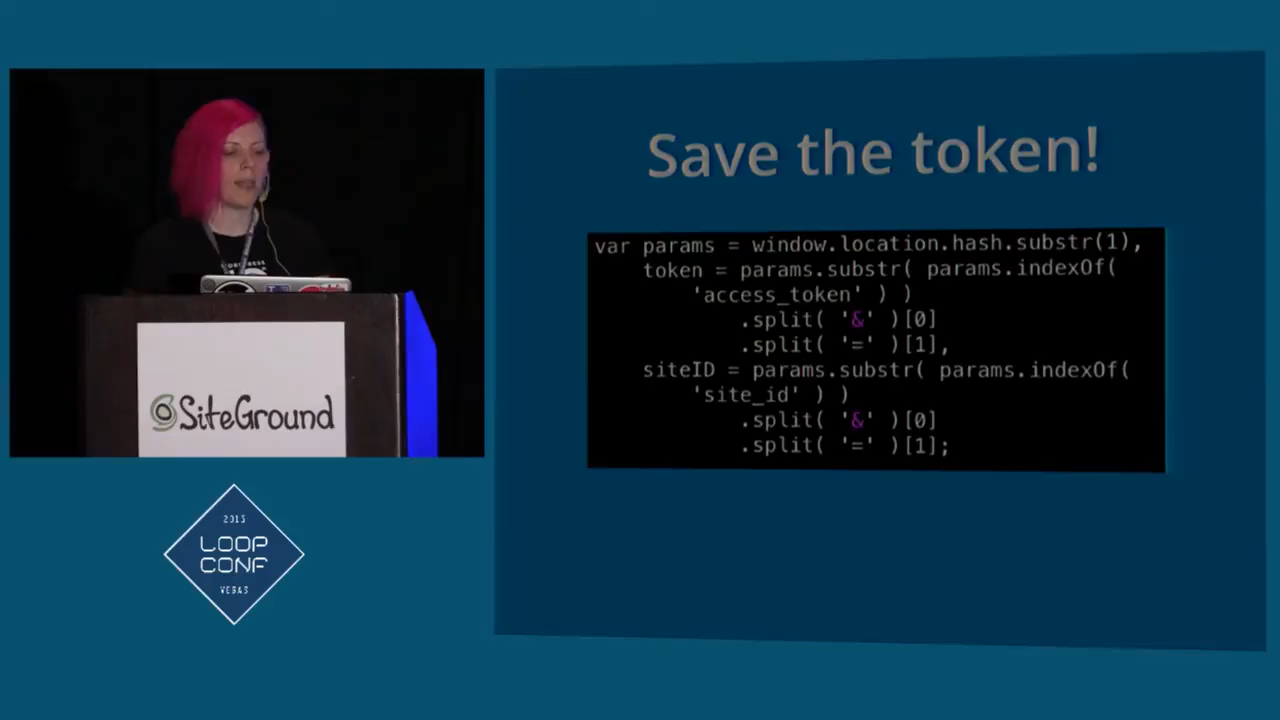 Save the token!
var params = window.location.hash.substr(1),
token = params.substr( params.indexOf(
'access_token' ) )
.split( '&' )[0]
.split( '=' )[1],
siteID = params.substr( params.indexOf(
'site_id' ) )
.split( '&' )[0]
.split( '=' )[1];
SiteGround
2015
LOOP
CONF
VEGAS